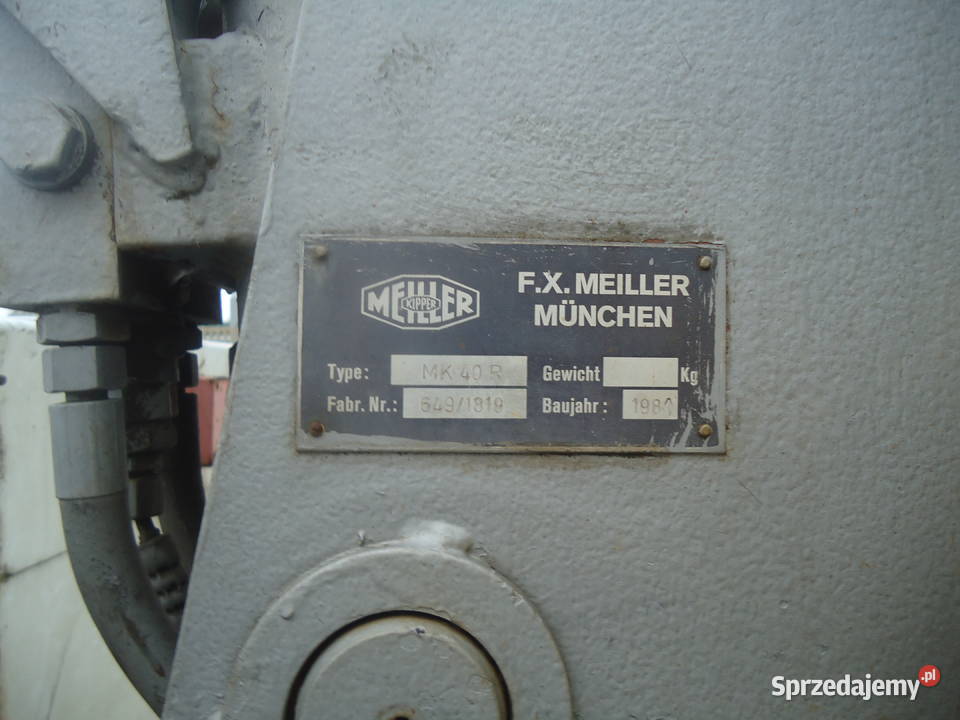 MEILLER
KIPPER
F.X. MEILLER
MÜNCHEN
Type: MK 40 R
Gewicht Kg
Fabr. Nr.: 649/1819
Baujahr:
Sprzedajemy.pl